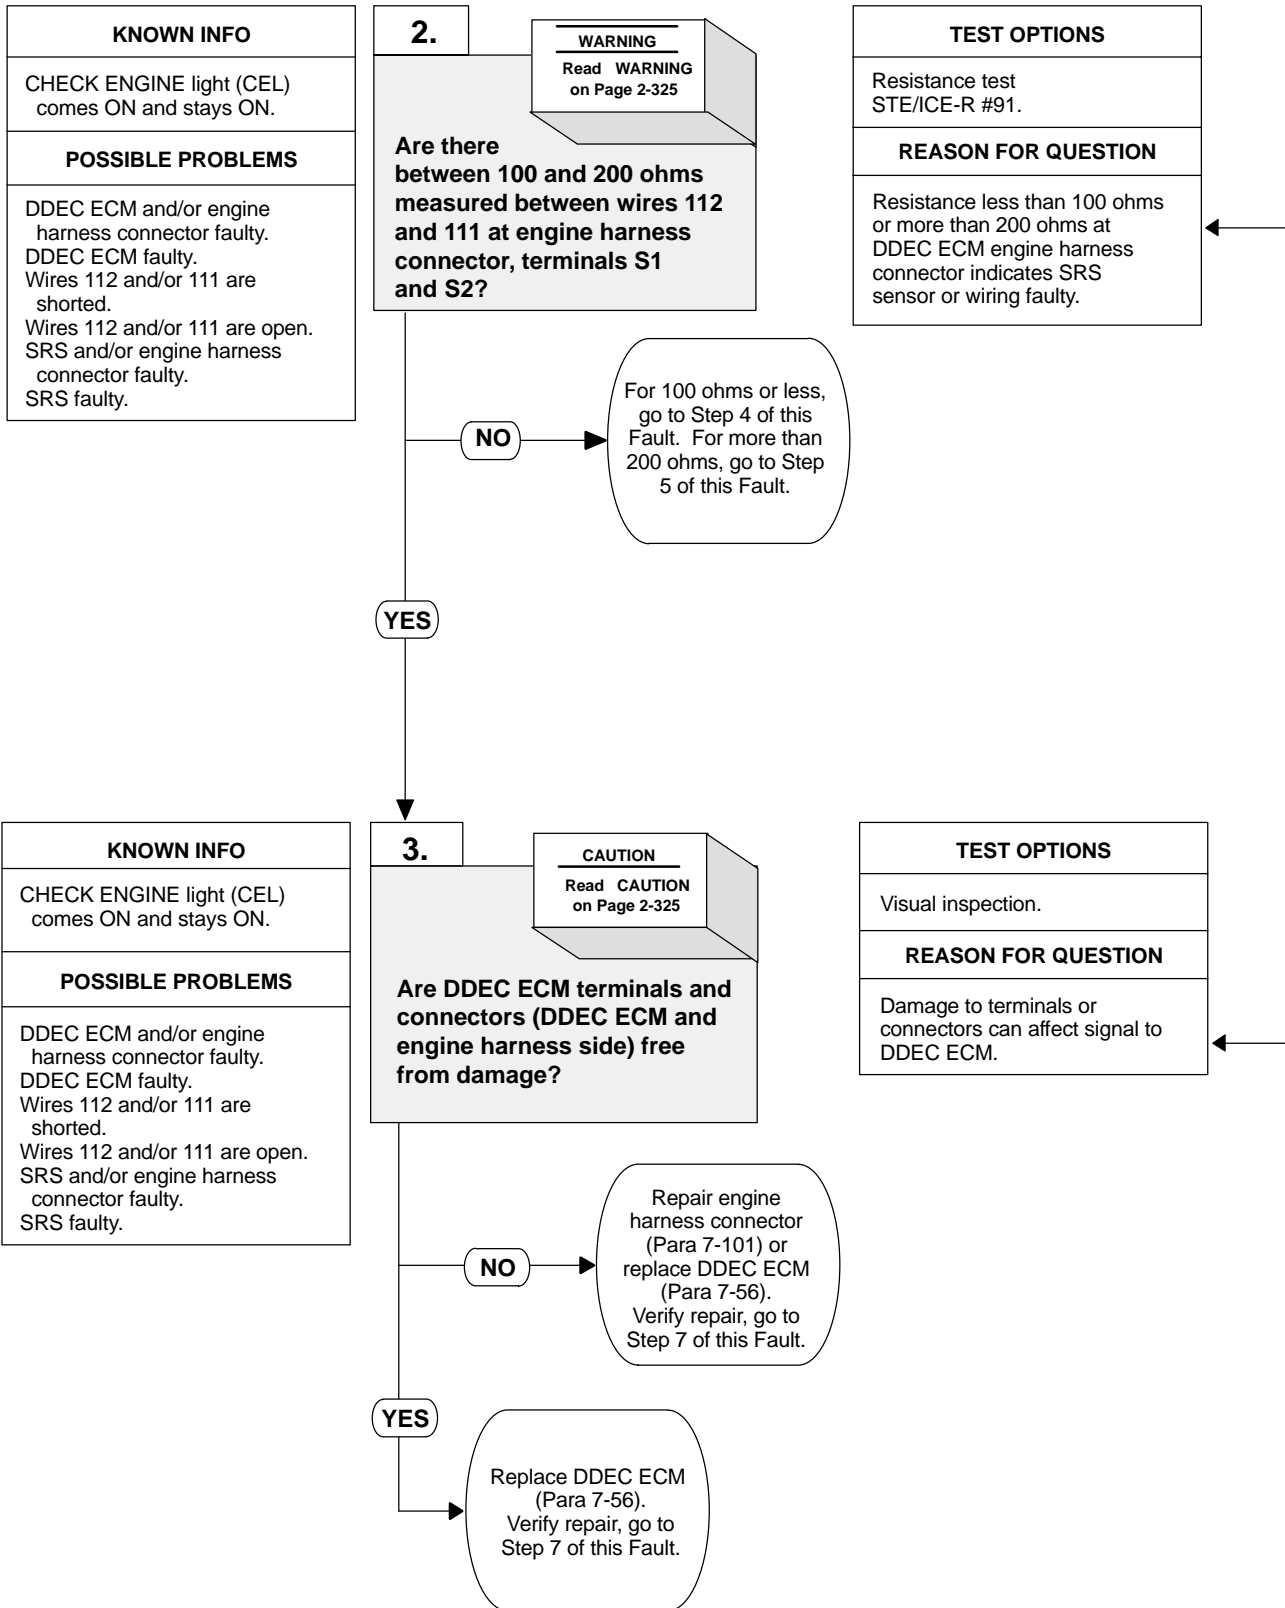 KNOWN INFO
CHECK ENGINE light (CEL)
comes ON and stays ON.
POSSIBLE PROBLEMS
DDEC ECM and/or engine
harness connector faulty.
DDEC ECM faulty.
Wires 112 and/or 111 are
shorted.
Wires 112 and/or 111 are open.
SRS and/or engine harness
connector faulty.
SRS faulty.
2.
WARNING
Read WARNING
on Page 2-325
Are there
between 100 and 200 ohms
measured between wires 112
and 111 at engine harness
connector, terminals S1
and S2?
TEST OPTIONS
Resistance test
STE/ICE-R #91.
REASON FOR QUESTION
Resistance less than 100 ohms
or more than 200 ohms at
DDEC ECM engine harness
connector indicates SRS
sensor or wiring faulty.
NO
For 100 ohms or less,
go to Step 4 of this
Fault. For more than
200 ohms, go to Step
5 of this Fault.
YES
KNOWN INFO
CHECK ENGINE light (CEL)
comes ON and stays ON.
POSSIBLE PROBLEMS
DDEC ECM and/or engine
harness connector faulty.
DDEC ECM faulty.
Wires 112 and/or 111 are
shorted.
Wires 112 and/or 111 are open.
SRS and/or engine harness
connector faulty.
SRS faulty.
3.
CAUTION
Read CAUTION
on Page 2-325
Are DDEC ECM terminals and
connectors (DDEC ECM and
engine harness side) free
from damage?
TEST OPTIONS
Visual inspection.
REASON FOR QUESTION
Damage to terminals or
connectors can affect signal to
DDEC ECM.
NO
Repair engine
harness connector
(Para 7-101) or
replace DDEC ECM
(Para 7-56).
Verify repair, go to
Step 7 of this Fault.
YES
Replace DDEC ECM
(Para 7-56).
Verify repair, go to
Step 7 of this Fault.